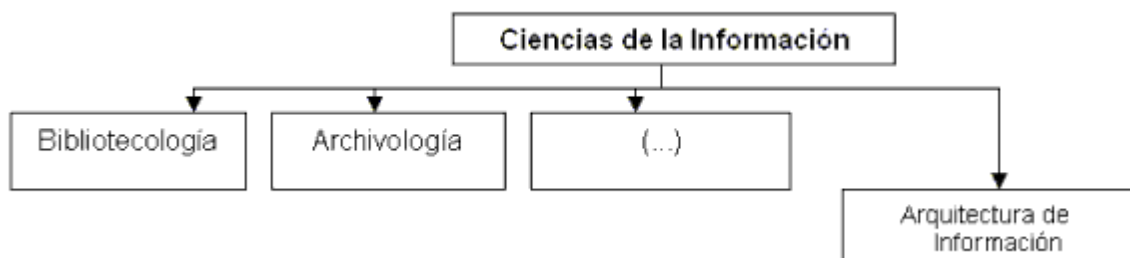 Ciencias de la Información
Bibliotecología
Archivología
(...)
Arquitectura de
Información